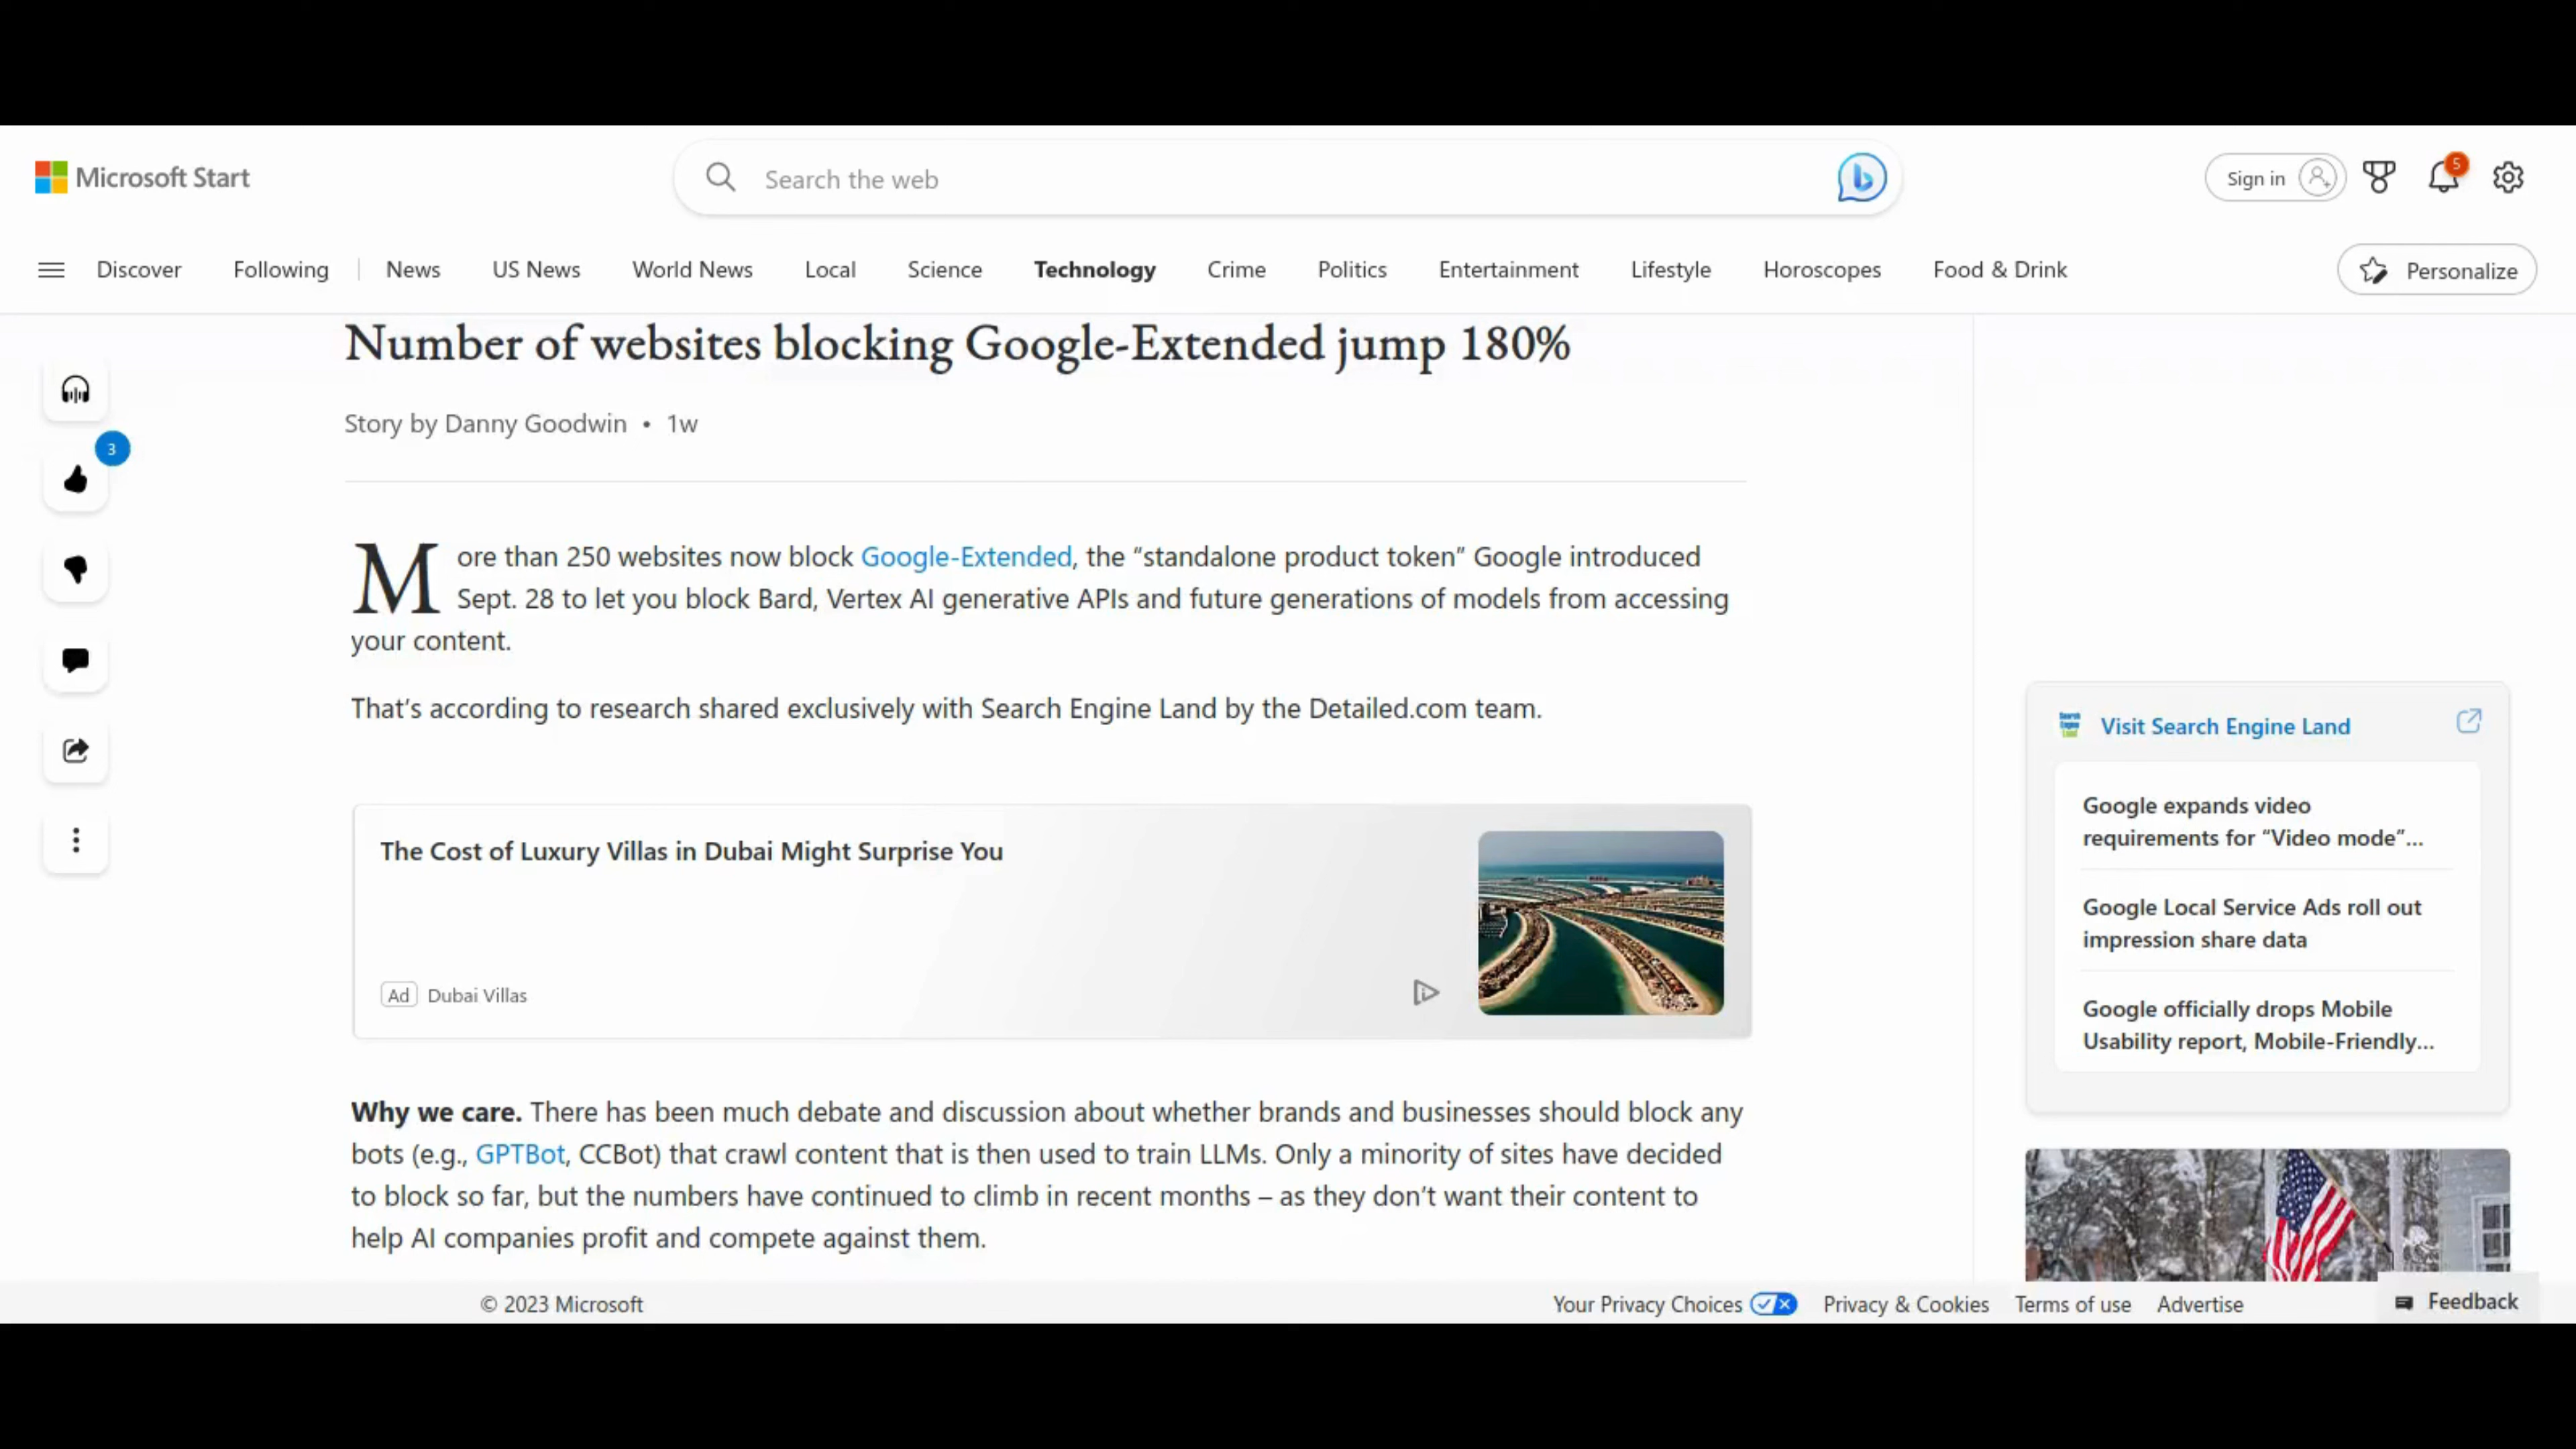 Microsoft Start
Search the web
Sign in
5
Discover
Following
News
US News
World News
Local
Science
Technology
Crime
Politics
Entertainment
Lifestyle
Horoscopes
Food & Drink
Personalize
Number of websites blocking Google-Extended jump 180%
Story by Danny Goodwin • 1w
3
More than 250 websites now block Google-Extended, the “standalone product token” Google introduced
Sept. 28 to let you block Bard, Vertex AI generative APIs and future generations of models from accessing
your content.
That’s according to research shared exclusively with Search Engine Land by the Detailed.com team.
The Cost of Luxury Villas in Dubai Might Surprise You
Ad Dubai Villas
Why we care. There has been much debate and discussion about whether brands and businesses should block any
bots (e.g., GPTBot, CCBot) that crawl content that is then used to train LLMs. Only a minority of sites have decided
to block so far, but the numbers have continued to climb in recent months – as they don’t want their content to
help AI companies profit and compete against them.
Search
Engine
Land
Visit Search Engine Land
Google expands video
requirements for “Video mode”...
Google Local Service Ads roll out
impression share data
Google officially drops Mobile
Usability report, Mobile-Friendly...
© 2023 Microsoft
Your Privacy Choices
Privacy & Cookies
Terms of use
Advertise
Feedback